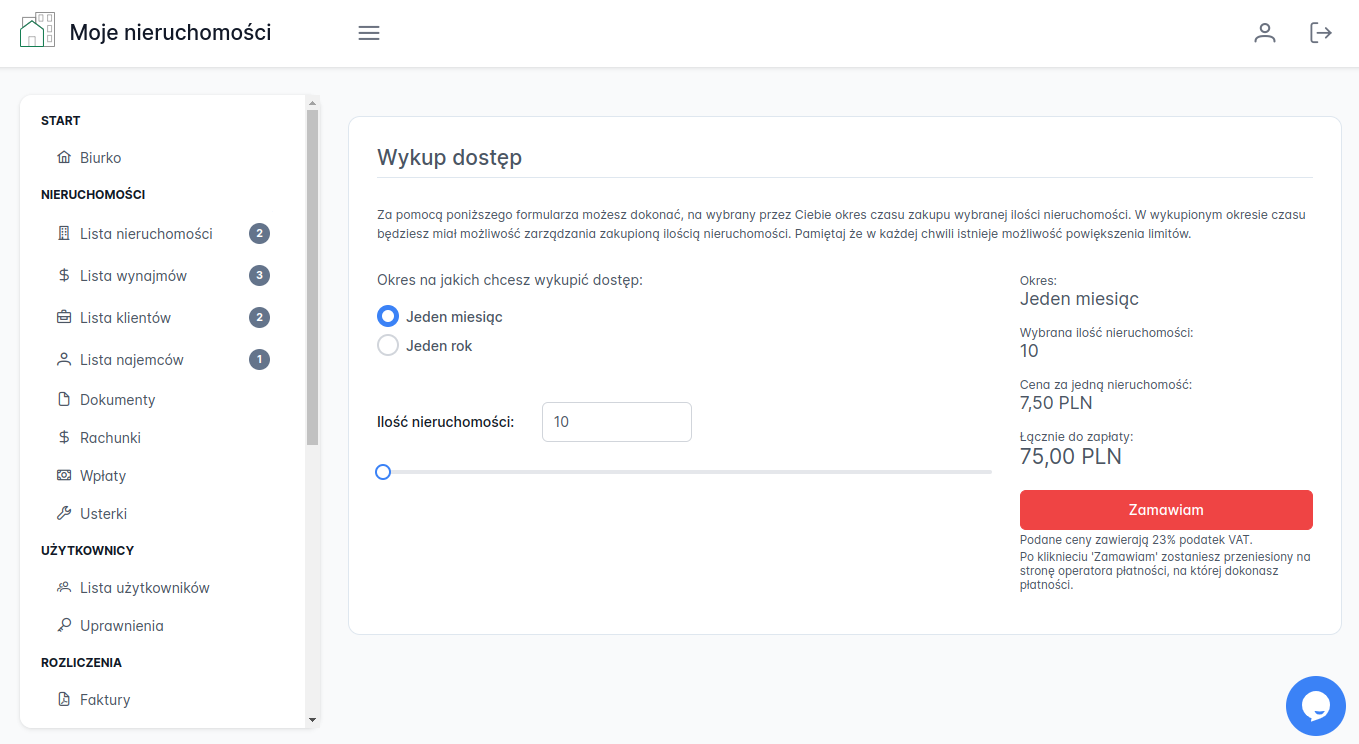 Moje nieruchomości
START
Biurko
NIERUCHOMOŚCI
Lista nieruchomości 2
Lista wynajmów 3
Lista klientów 2
Lista najemców 1
Dokumenty
Rachunki
Wpłaty
Usterki
UŻYTKOWNICY
Lista użytkowników
Uprawnienia
ROZLICZENIA
Faktury
Wykup dostęp
Za pomocą poniższego formularza możesz dokonać, na wybrany przez Ciebie okres czasu zakupu wybranej ilości nieruchomości. W wykupionym okresie czasu
będziesz miał możliwość zarządzania zakupioną ilością nieruchomości. Pamiętaj że w każdej chwili istnieje możliwość powiększenia limitów.
Okres na jakich chcesz wykupić dostęp:
Jeden miesiąc
Jeden rok
Ilość nieruchomości: 10
Okres:
Jeden miesiąc
Wybrana ilość nieruchomości:
10
Cena za jedną nieruchomość:
7,50 PLN
Łącznie do zapłaty:
75,00 PLN
Zamawiam
Podane ceny zawierają 23% podatek VAT.
Po kliknieciu 'Zamawiam' zostaniesz przeniesiony na
stronę operatora płatności, na której dokonasz
płatności.